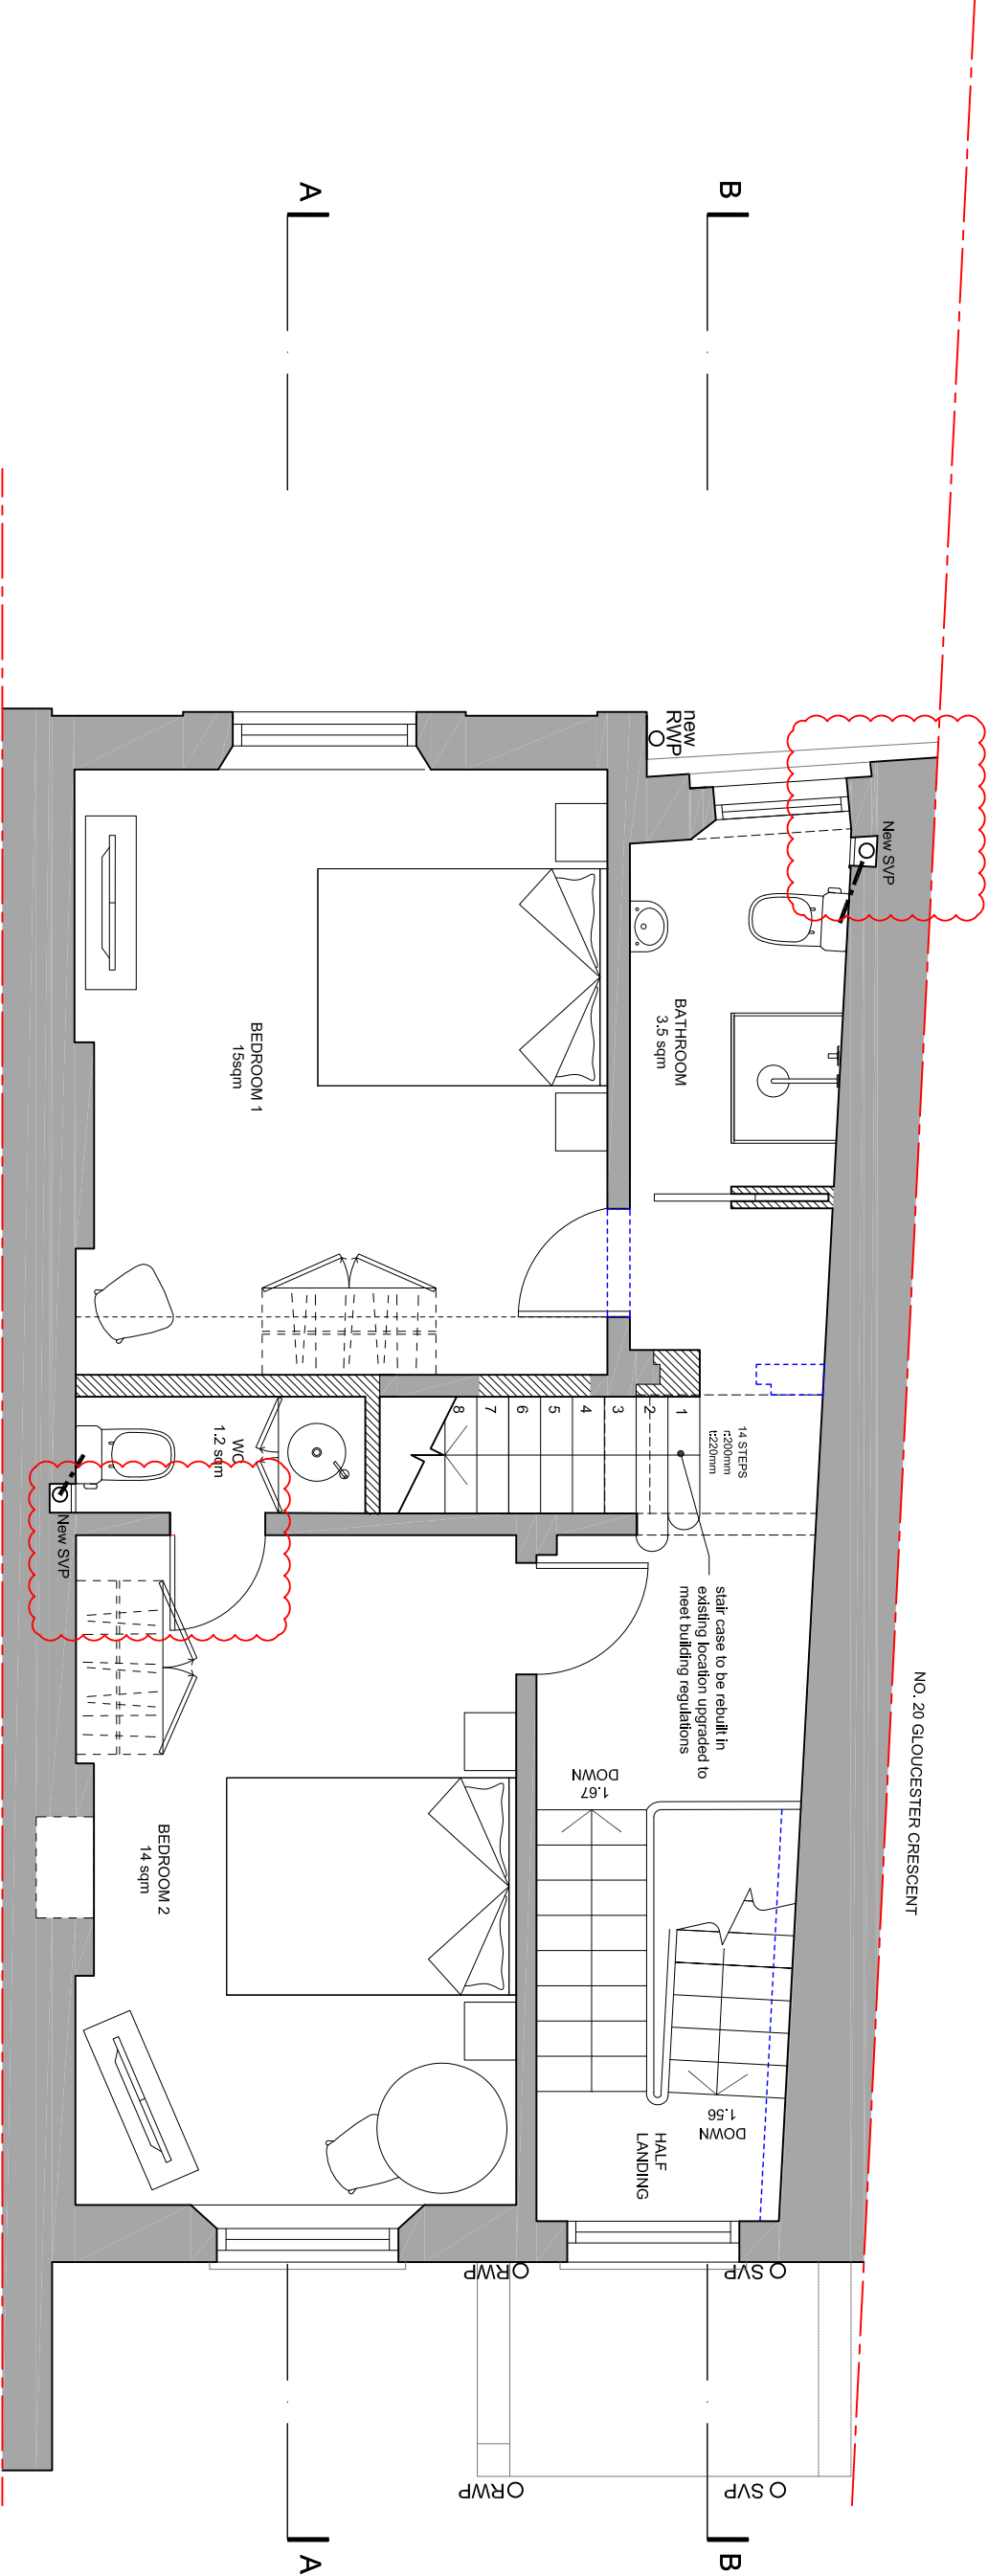 A
B
new
RWP
New SVP
BATHROOM
3.5 sqm
BEDROOM 1
15sqm
8
7
6
5
4
3
2
1
14 STEPS
r:200mm
t:220mm
WC
1.2 sqm
New SVP
stair case to be rebuilt in
existing location upgraded to
meet building regulations
NO. 20 GLOUCESTER CRESCENT
DOWN
1.67
BEDROOM 2
14 sqm
DOWN
1.56
HALF
LANDING
RWP
SVP
RWP
SVP
A
B